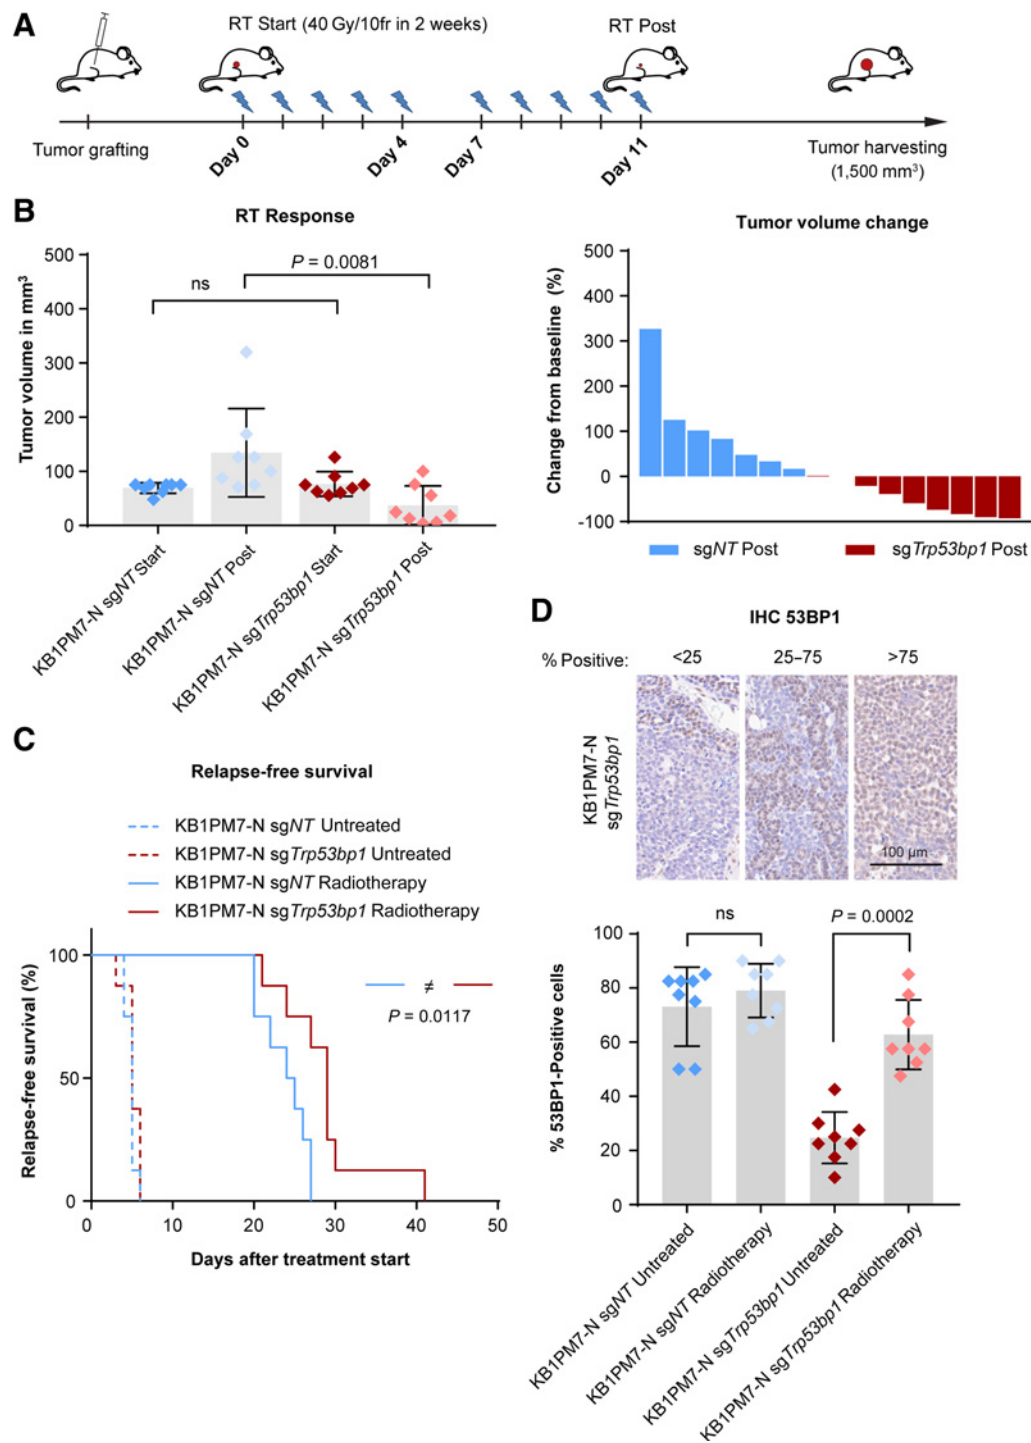 A
RT Start (40 Gy/10fr in 2 weeks)
RT Post
Tumor grafting
Day 0
Day 4
Day 7
Day 11
Tumor harvesting
(1,500 mm³)
B
RT Response
Tumor volume in mm³
500
400
300
200
100
0
ns
P = 0.0081
KB1PM7-N sgNT Start
KB1PM7-N sgNT Post
KB1PM7-N sgTrp53bp1 Start
KB1PM7-N sgTrp53bp1 Post
Tumor volume change
Change from baseline (%)
500
400
300
200
100
0
-100
sgNT Post
sgTrp53bp1 Post
C
Relapse-free survival
KB1PM7-N sgNT Untreated
KB1PM7-N sgTrp53bp1 Untreated
KB1PM7-N sgNT Radiotherapy
KB1PM7-N sgTrp53bp1 Radiotherapy
Relapse-free survival (%)
100
50
0
≠
P = 0.0117
0 10 20 30 40 50
Days after treatment start
D
IHC 53BP1
% Positive: <25 25–75 >75
KB1PM7-N
sgTrp53bp1
100 µm
% 53BP1-Positive cells
100
80
60
40
20
0
ns
P = 0.0002
KB1PM7-N sgNT Untreated
KB1PM7-N sgNT Radiotherapy
KB1PM7-N sgTrp53bp1 Untreated
KB1PM7-N sgTrp53bp1 Radiotherapy